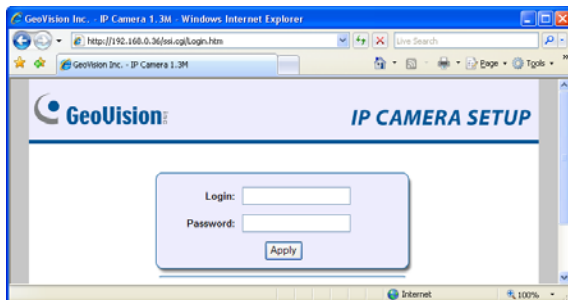 GeoVision Inc. - IP Camera 1.3M - Windows Internet Explorer
http://192.168.0.36/ssi.cgi/Login.htm
Live Search
GeoVision Inc. - IP Camera 1.3M
Page
Tools
GeoVision
IP CAMERA SETUP
Login:
Password:
Apply
Internet
100%